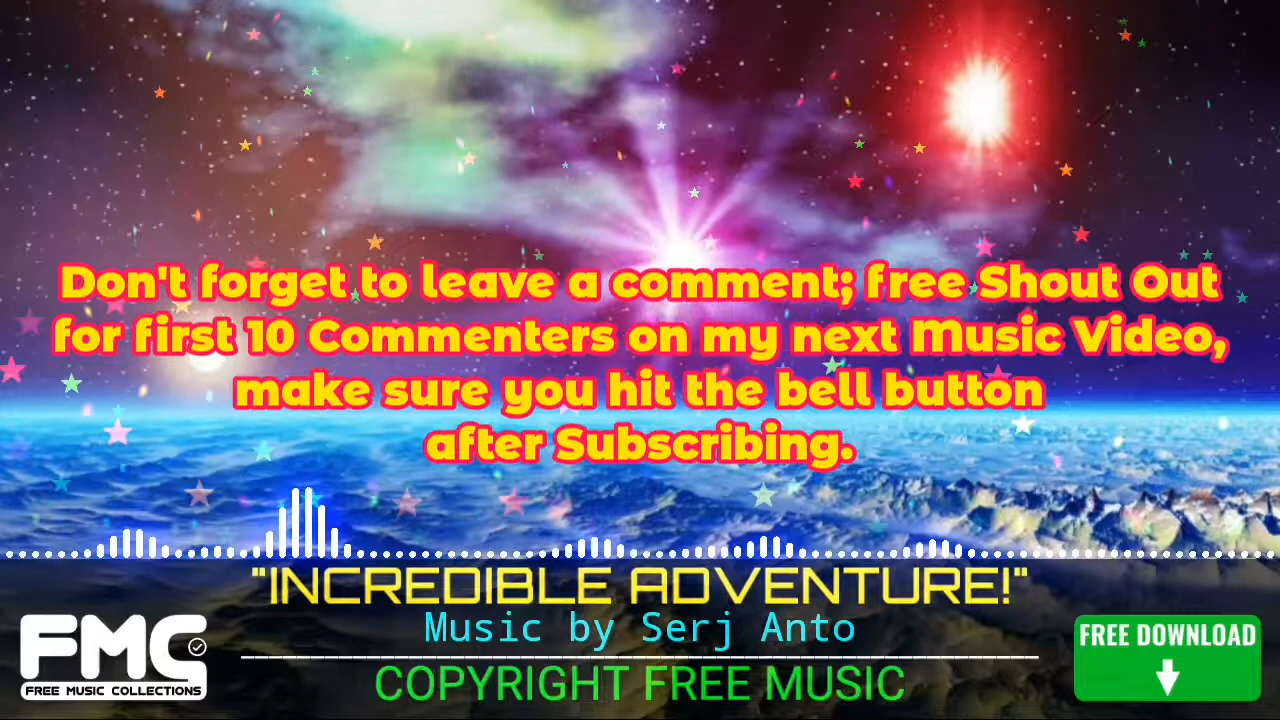 Don't forget to leave a comment; free Shout Out
for first 10 Commenters on my next Music Video,
make sure you hit the bell button
after Subscribing.
"INCREDIBLE ADVENTURE!"
Music by Serj Anto
COPYRIGHT FREE MUSIC
FMC
FREE MUSIC COLLECTIONS
FREE DOWNLOAD